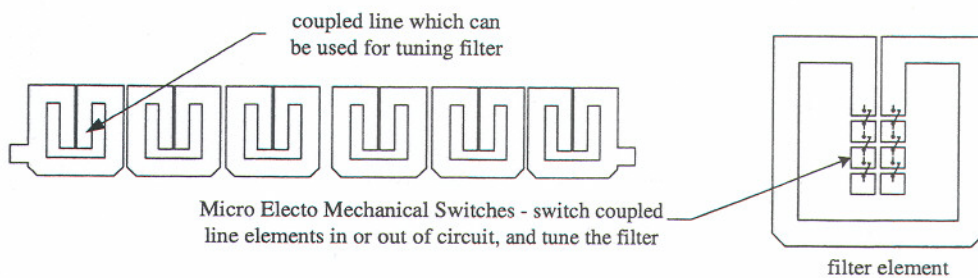 coupled line which can
be used for tuning filter
Micro Electo Mechanical Switches - switch coupled
line elements in or out of circuit, and tune the filter
filter element